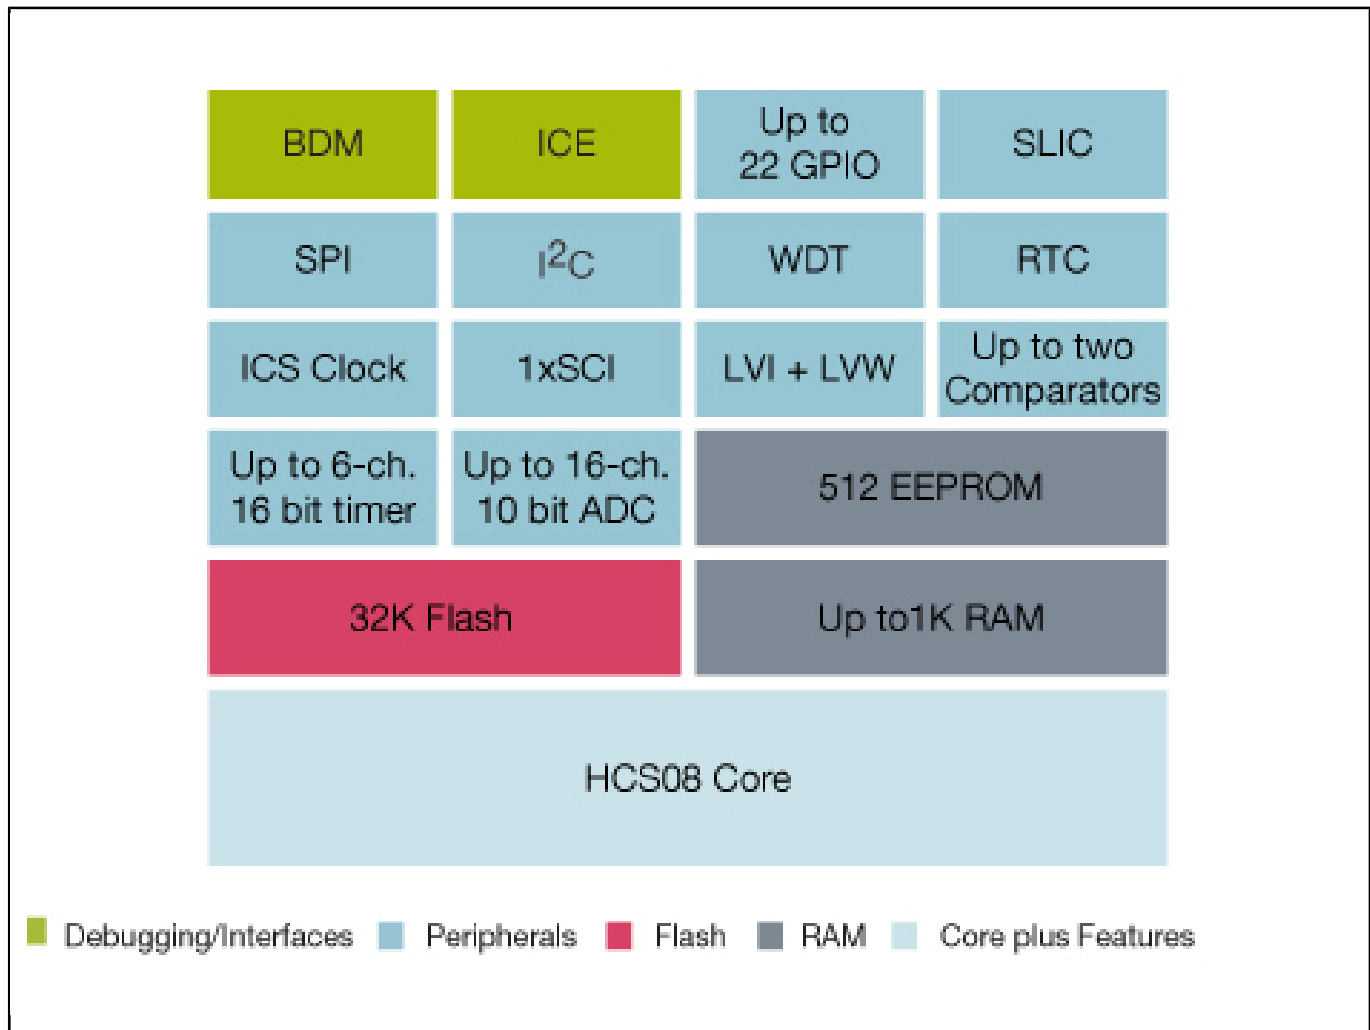 BDM
ICE
Up to
22 GPIO
SLIC
SPI
I²C
WDT
RTC
ICS Clock
1xSCI
LVI + LVW
Up to two
Comparators
Up to 6-ch.
16 bit timer
Up to 16-ch.
10 bit ADC
512 EEPROM
32K Flash
Up to1K RAM
HCS08 Core
Debugging/Interfaces
Peripherals
Flash
RAM
Core plus Features